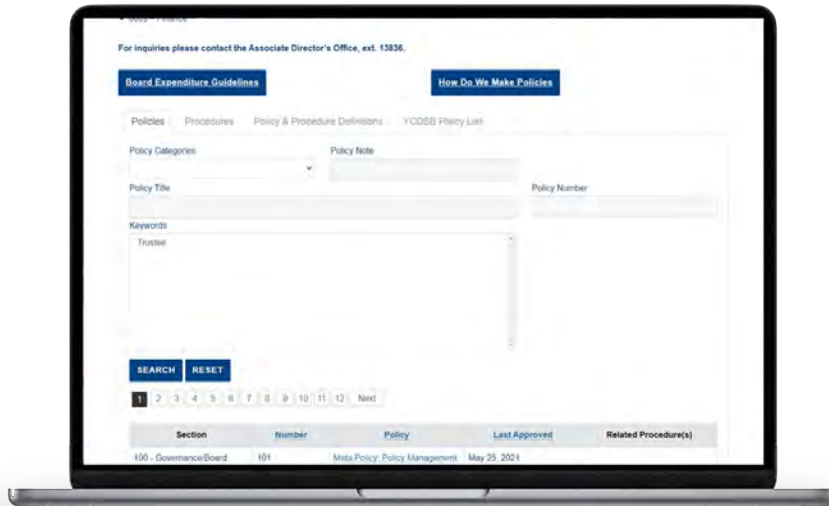 For inquiries please contact the Associate Director's Office, ext. 13836.
Board Expenditure Guidelines How Do We Make Policies
Policies Procedures Policy & Procedure Definitions YCDSB Policy List
Policy Categories Policy Note
Policy Title Policy Number
Keywords
Trustee
SEARCH RESET
1 2 3 4 5 6 7 8 9 10 11 12 Next
Section Number Policy Last Approved Related Procedure(s)
100 - Governance/Board 101 Meta Policy: Policy Management May 25, 2021